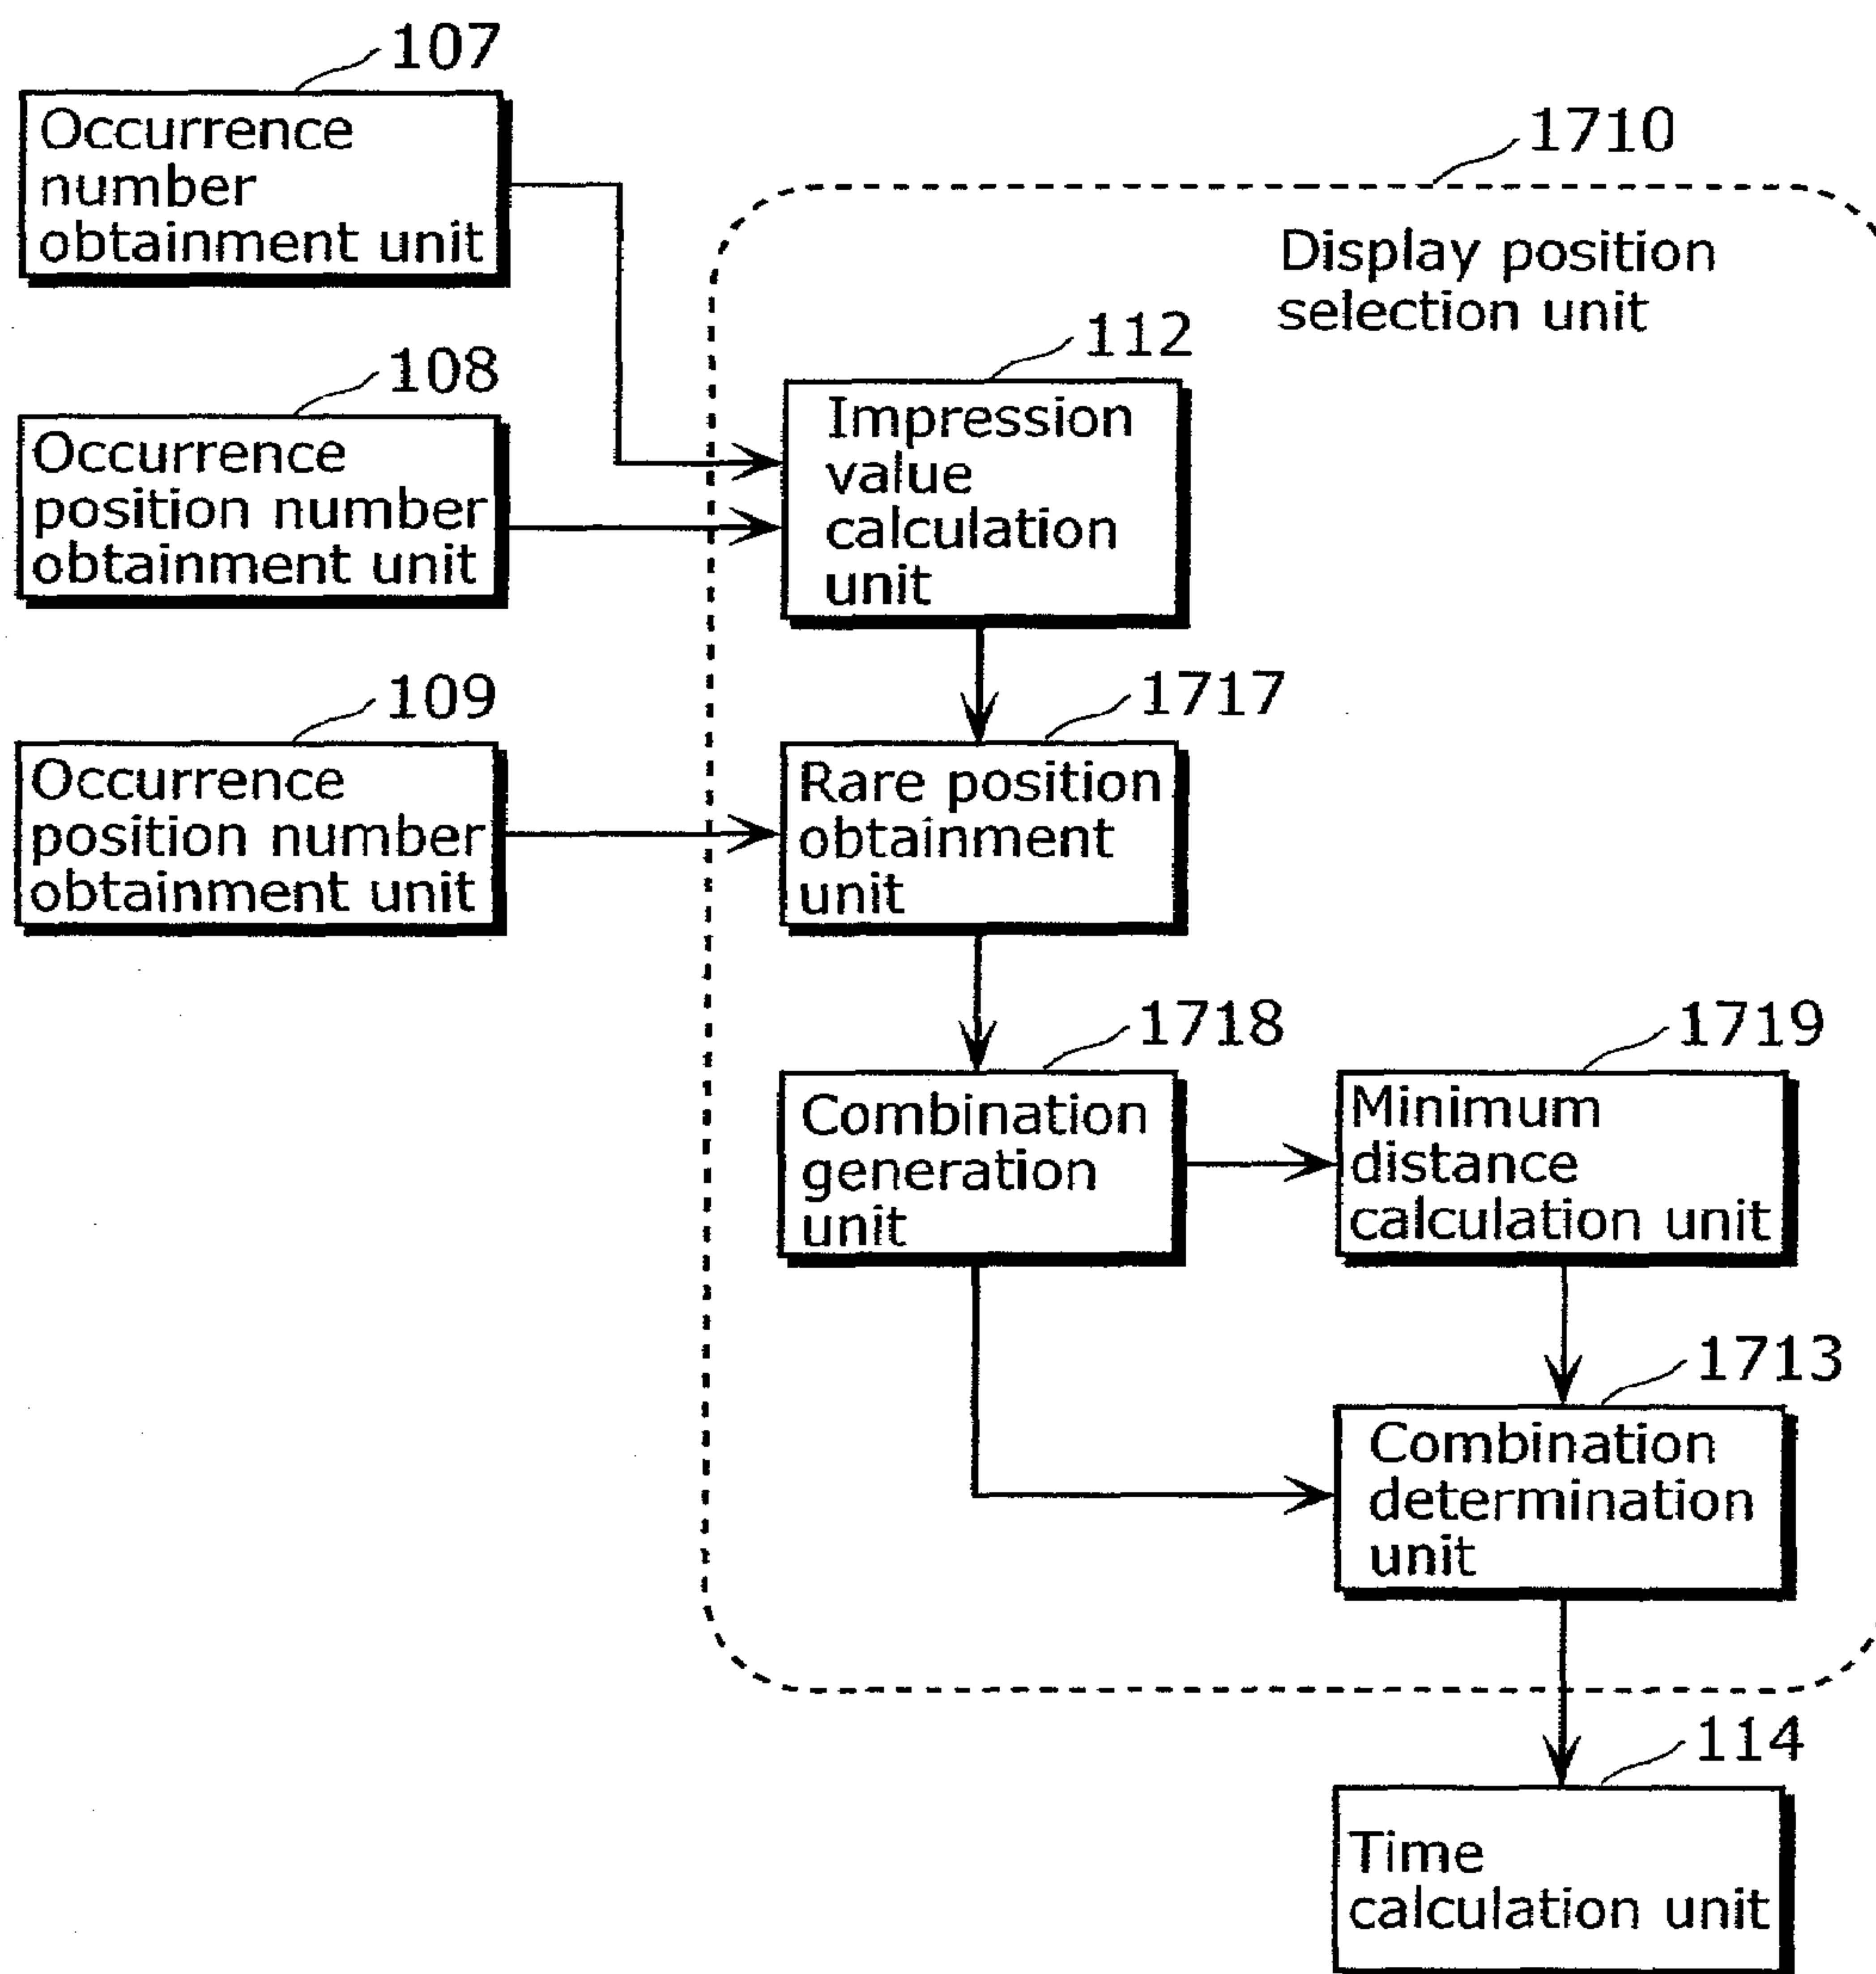 107
Occurrence
number
obtainment unit
1710
Display position
selection unit
108
Occurrence
position number
obtainment unit
112
Impression
value
calculation
unit
109
Occurrence
position number
obtainment unit
1717
Rare position
obtainment
unit
1718
Combination
generation
unit
1719
Minimum
distance
calculation unit
1713
Combination
determination
unit
114
Time
calculation unit